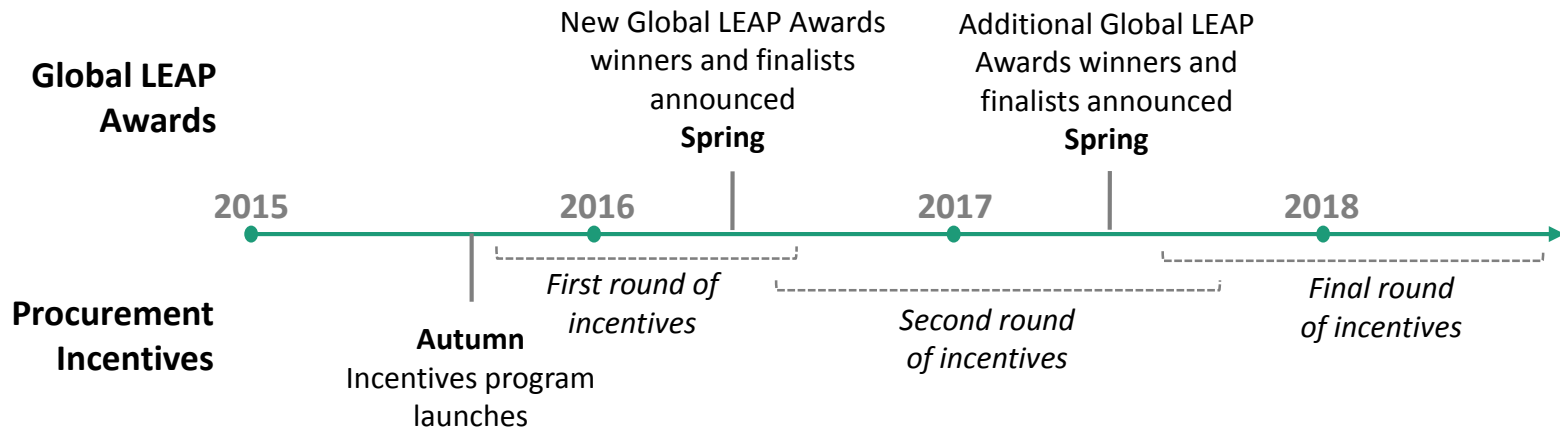 Global LEAP
Awards
New Global LEAP Awards
winners and finalists
announced
Spring
Additional Global LEAP
Awards winners and
finalists announced
Spring
2015
2016
2017
2018
Procurement
Incentives
Autumn
Incentives program
launches
First round of
incentives
Second round
of incentives
Final round
of incentives